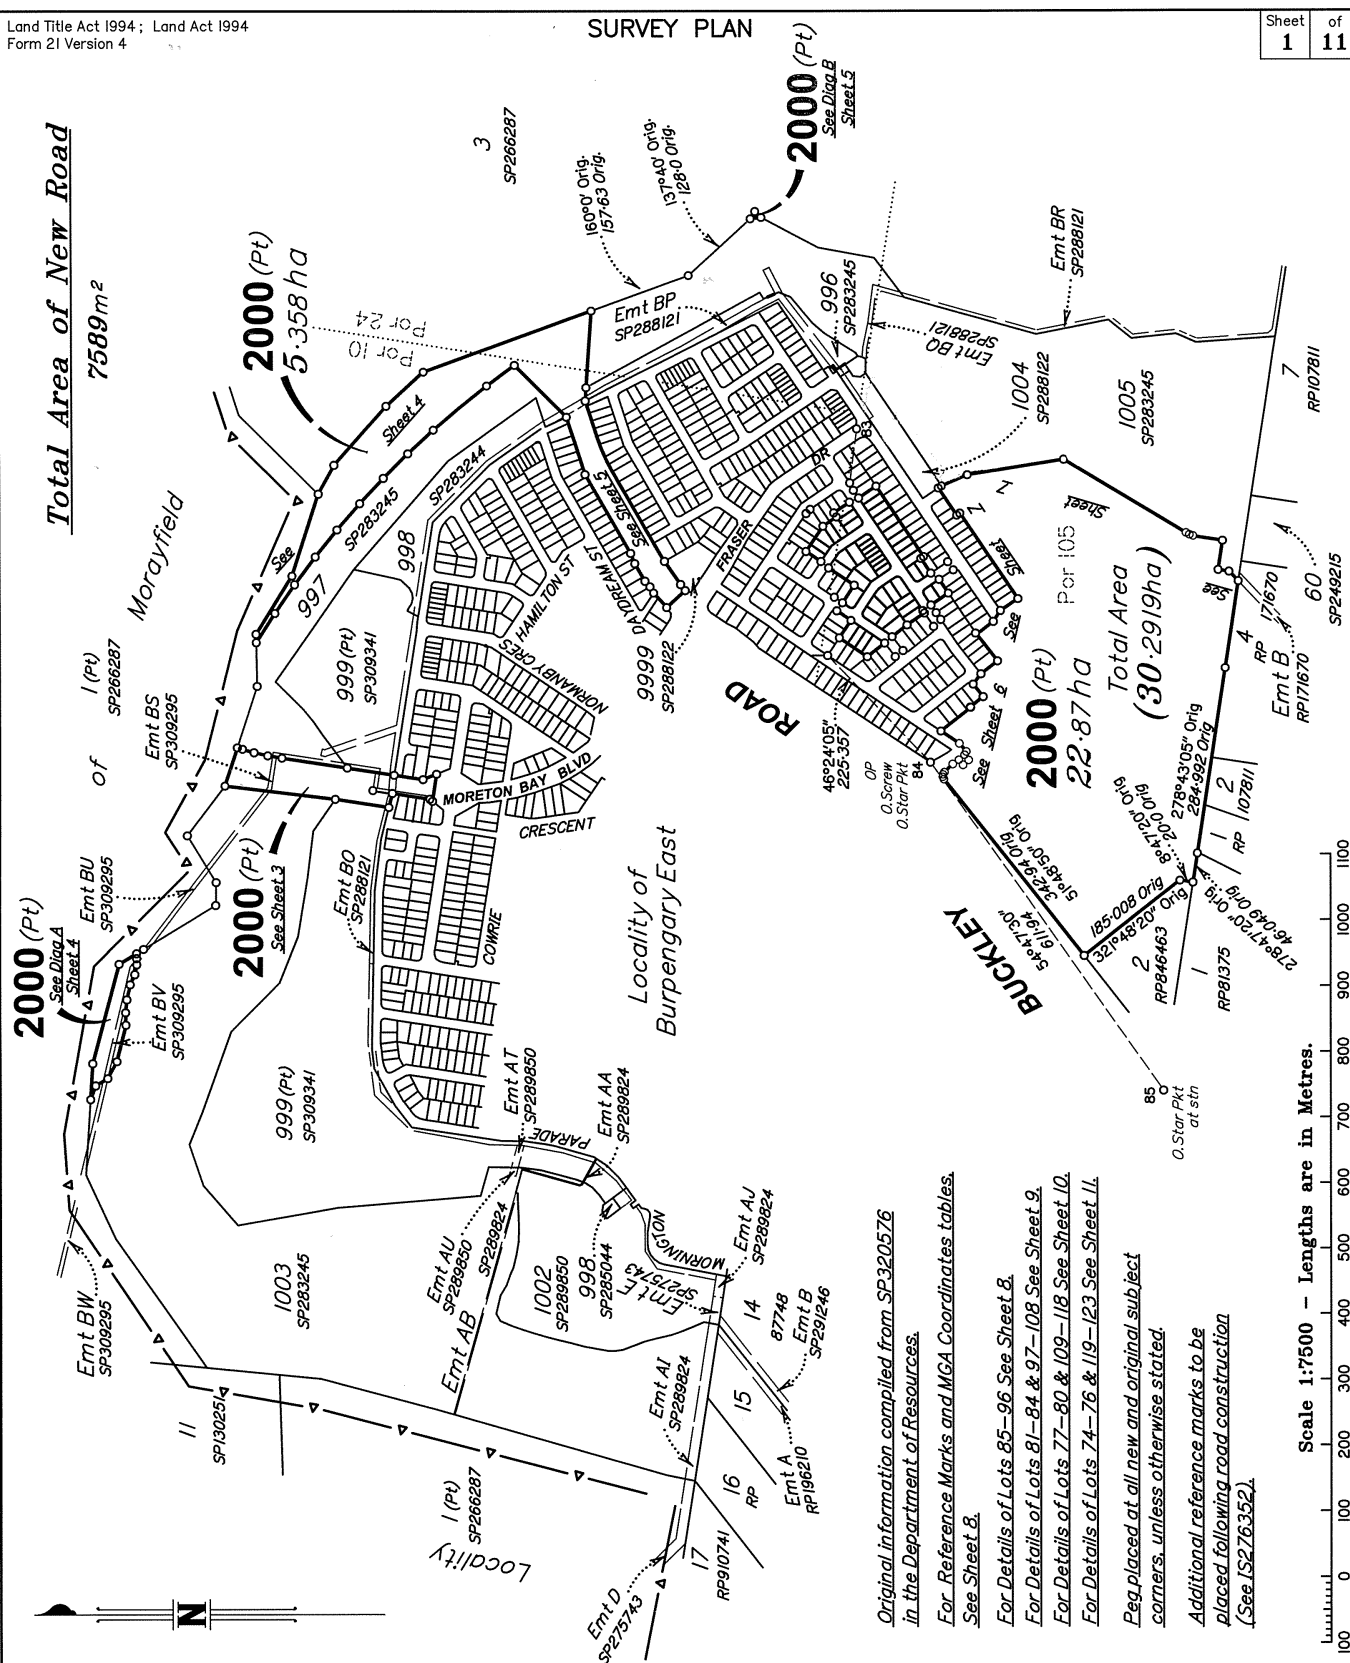 Land Title Act 1994 ; Land Act 1994
Form 21 Version 4
SURVEY PLAN
Sheet 1 of 11
Total Area of New Road
7589m²
3
SP266287
2000 (Pt)
See Diag B
Sheet 5
160°0' Orig.
157·63 Orig.
137°40' Orig.
128·0 Orig.
2000 (Pt)
5·358 ha
Por 24
Por 10
Sheet 4
See
SP283244
SP283245
997
998
Emt BP
SP288121
996
SP283245
Emt BQ
SP288121
Emt BR
SP288121
1004
SP288122
1005
SP283245
7
RP107811
Locality
of
Morayfield
1 (Pt)
SP266287
Emt BS
SP309295
999 (Pt)
SP309341
See Sheet 5
HAMILTON ST
DAYDREAM ST
NORMANBY CRES
FRASER
DR
83
9999
SP288122
See Sheet 7
Z
Por 105
See Sheet 7
60
SP249215
4
RP 171670
Emt B
RP171670
ROAD
46°24'05"
225·357
84
OP
O.Screw
O.Star Pkt
See Sheet 6
2000 (Pt)
22·87 ha
Total Area
(30·2919ha)
278°43'05" Orig
284·992 Orig
8°47'20" Orig
20·0 Orig
2
1
RP 107811
MORETON BAY BLVD
CRESCENT
COWRIE
2000 (Pt)
See Sheet 3
Emt BO
SP288121
Emt BU
SP309295
2000 (Pt)
See Diag A
Sheet 4
Emt BV
SP309295
Locality of
Burpengary East
BUCKLEY
51°48'50" Orig
342·94 Orig
54°47'30"
611·94
185·008 Orig
321°48'20" Orig
278°47'20" Orig
46·049 Orig
2
RP846463
1
RP81375
85
O.Star Pkt
at stn
999 (Pt)
SP309341
Emt AT
SP289850
PARADE
Emt AA
SP289824
Emt AU
SP289850
SP289824
Emt AB
1002
SP289850
998
SP285044
Emt E
SP275743
MORNINGTON
Emt AJ
SP289824
14
87748
Emt B
SP291246
15
Emt A
RP196210
16
RP
17
RP910741
Emt AI
SP289824
Emt D
SP275743
1003
SP283245
Emt BW
SP309295
11
SP130251
1 (Pt)
SP266287
N
Original information compiled from SP320576
in the Department of Resources.
For Reference Marks and MGA Coordinates tables.
See Sheet 8.
For Details of Lots 85–96 See Sheet 8.
For Details of Lots 81–84 & 97–108 See Sheet 9.
For Details of Lots 77–80 & 109–118 See Sheet 10.
For Details of Lots 74–76 & 119–123 See Sheet 11.
Peg placed at all new and original subject
corners, unless otherwise stated.
Additional reference marks to be
placed following road construction
(See IS276352).
Scale 1:7500 – Lengths are in Metres.
100 0 100 200 300 400 500 600 700 800 900 1000 1100